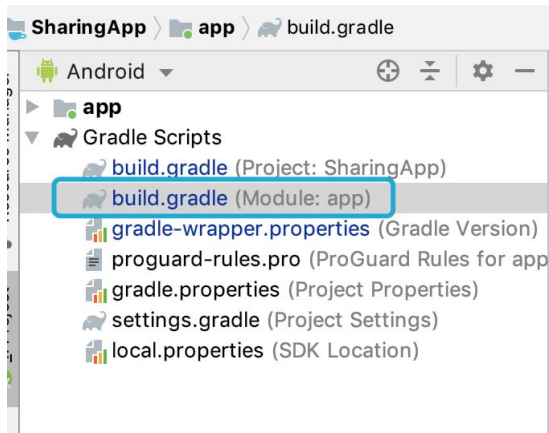 SharingApp app build.gradle
Android
app
Gradle Scripts
build.gradle (Project: SharingApp)
build.gradle (Module: app)
gradle-wrapper.properties (Gradle Version)
proguard-rules.pro (ProGuard Rules for app
gradle.properties (Project Properties)
settings.gradle (Project Settings)
local.properties (SDK Location)